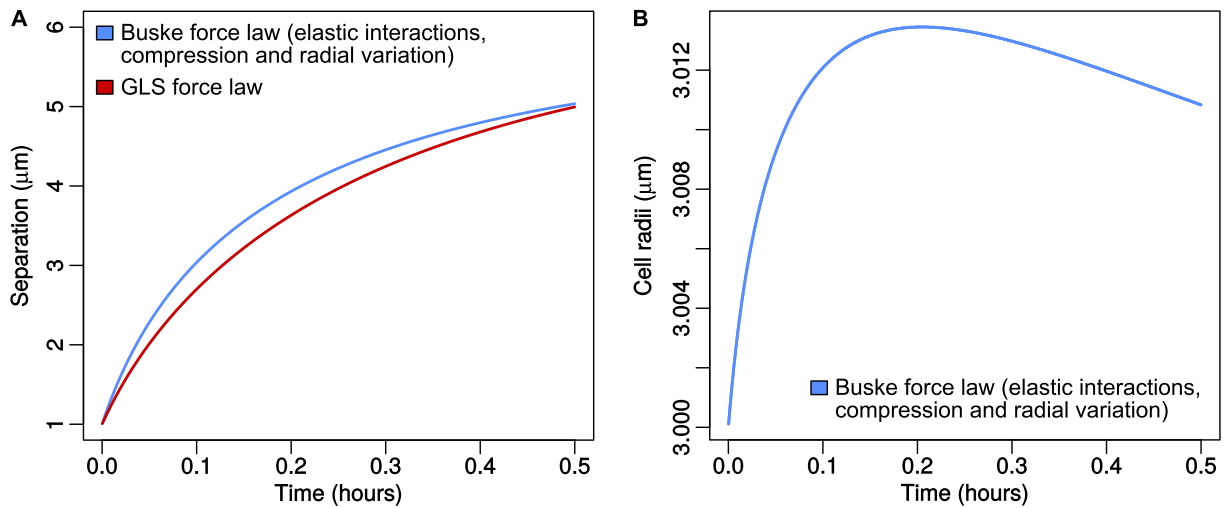 A
Buske force law (elastic interactions,
compression and radial variation)
GLS force law
Separation (μm)
6
5
4
3
2
1
0.0 0.1 0.2 0.3 0.4 0.5
Time (hours)
B
Cell radii (μm)
3.012
3.008
3.004
3.000
Buske force law (elastic interactions,
compression and radial variation)
0.0 0.1 0.2 0.3 0.4 0.5
Time (hours)